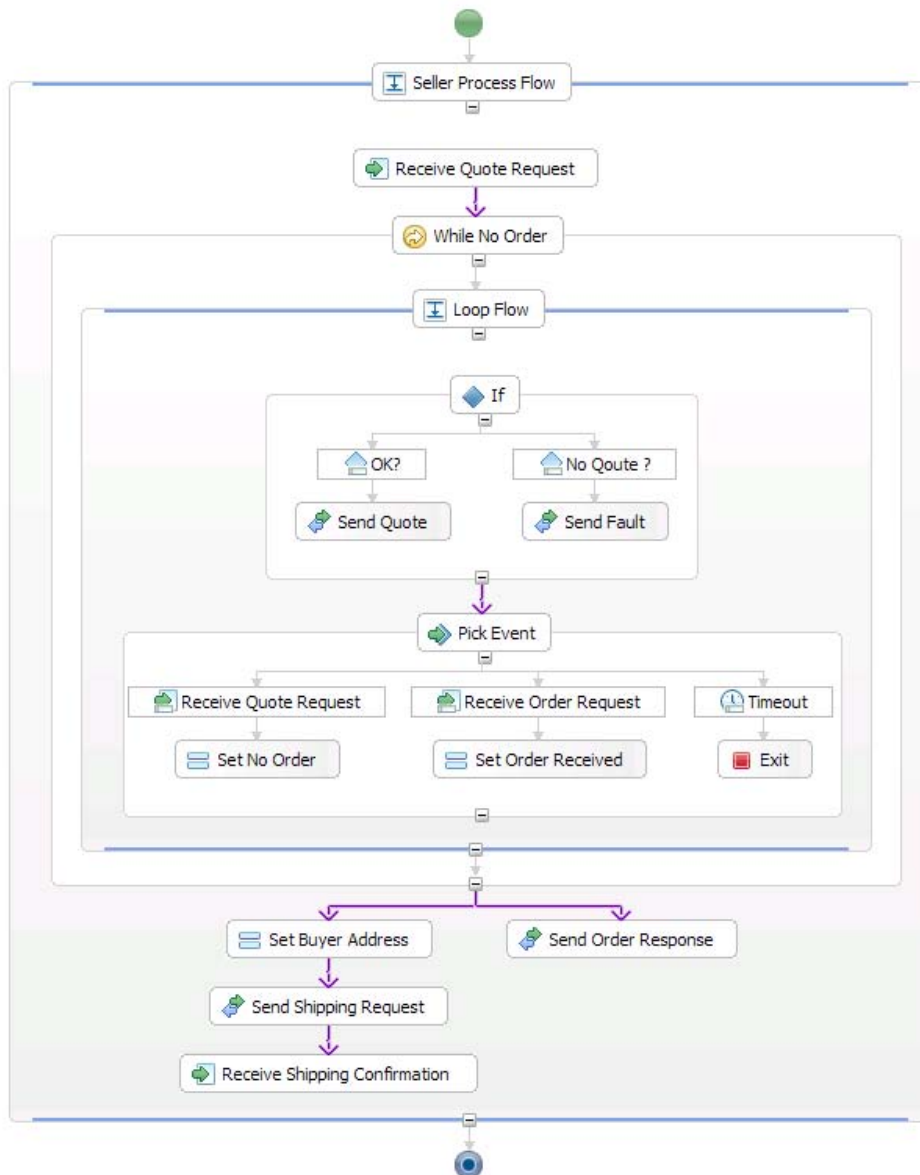 Seller Process Flow
Receive Quote Request
While No Order
Loop Flow
If
OK?
No Qoute ?
Send Quote
Send Fault
Pick Event
Receive Quote Request
Receive Order Request
Timeout
Set No Order
Set Order Received
Exit
Set Buyer Address
Send Order Response
Send Shipping Request
Receive Shipping Confirmation